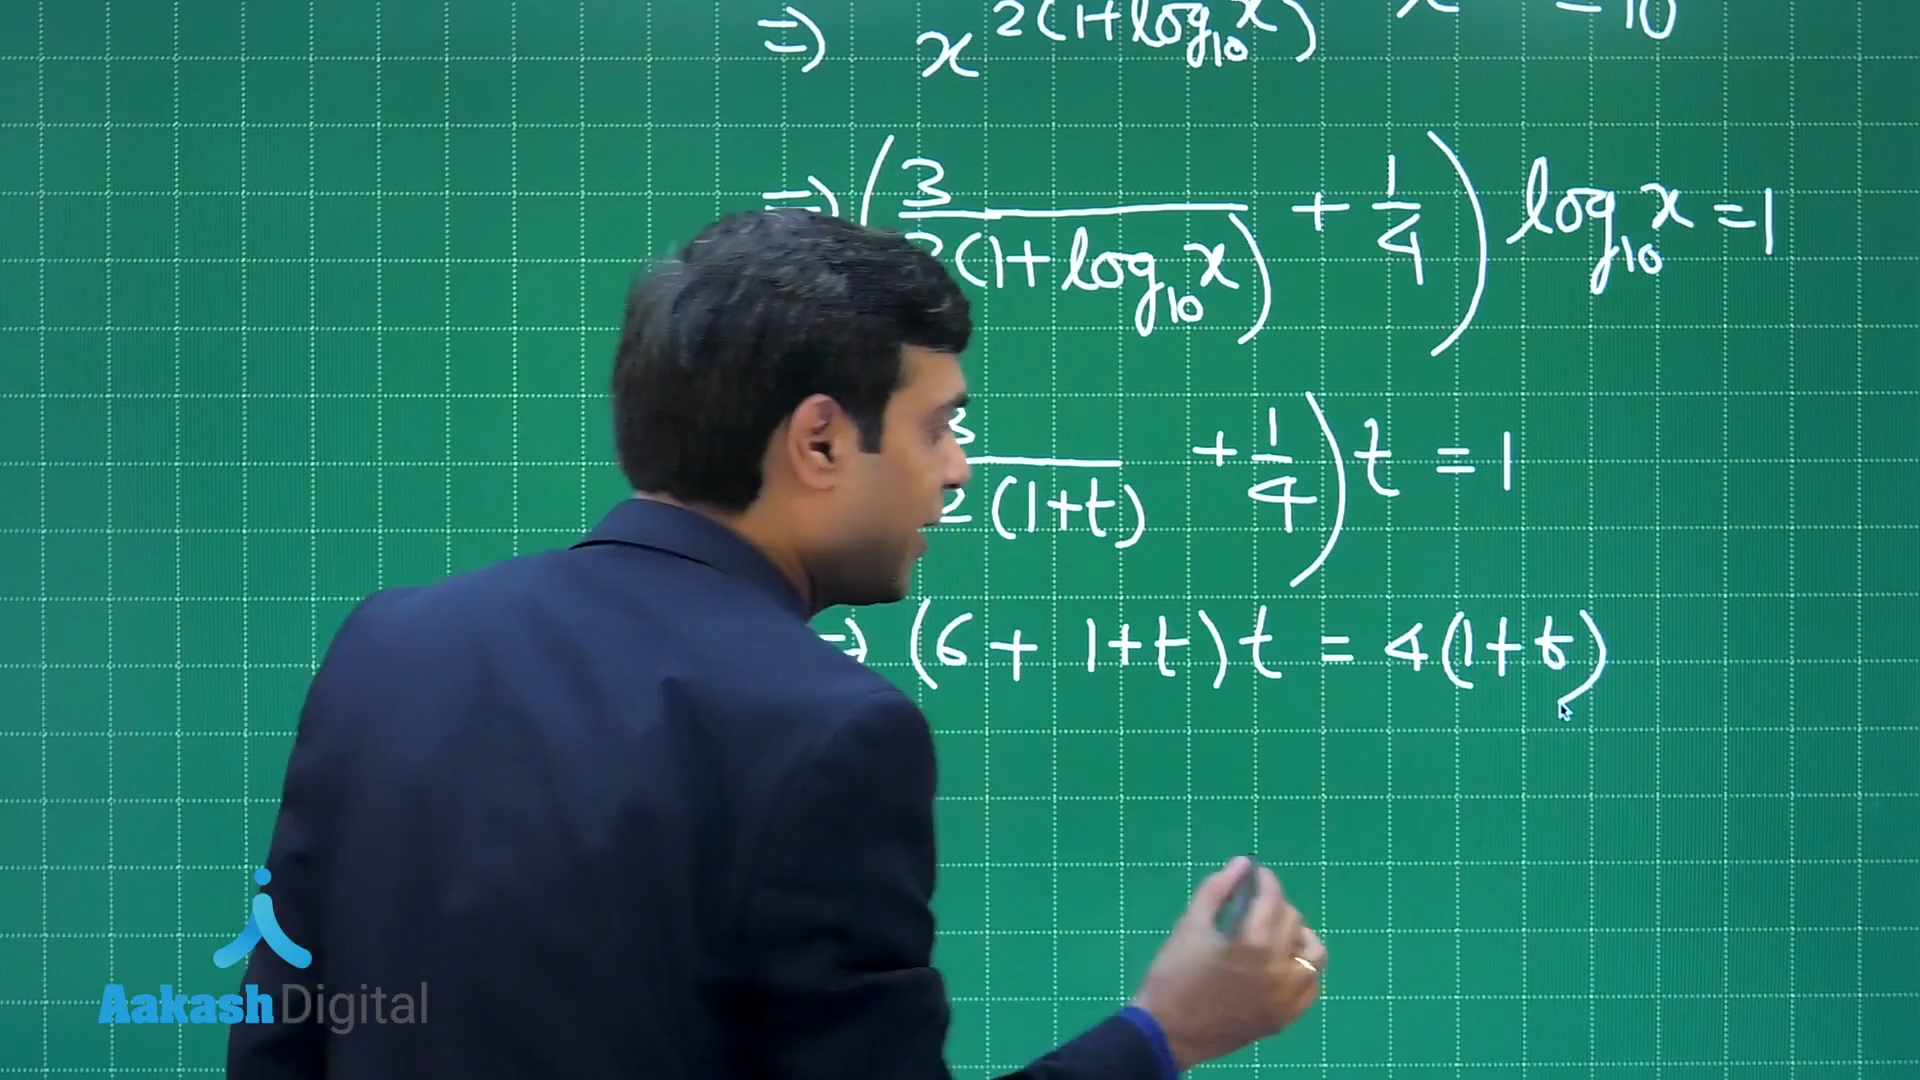 ⇒ x^2(1+log₁₀x) x =10
⇒ (3/2(1+log₁₀x) + 1/4) log₁₀x =1
3/2(1+t) + 1/4) t = 1
⇒ (6 + 1+t) t = 4(1+t)
Aakash Digital